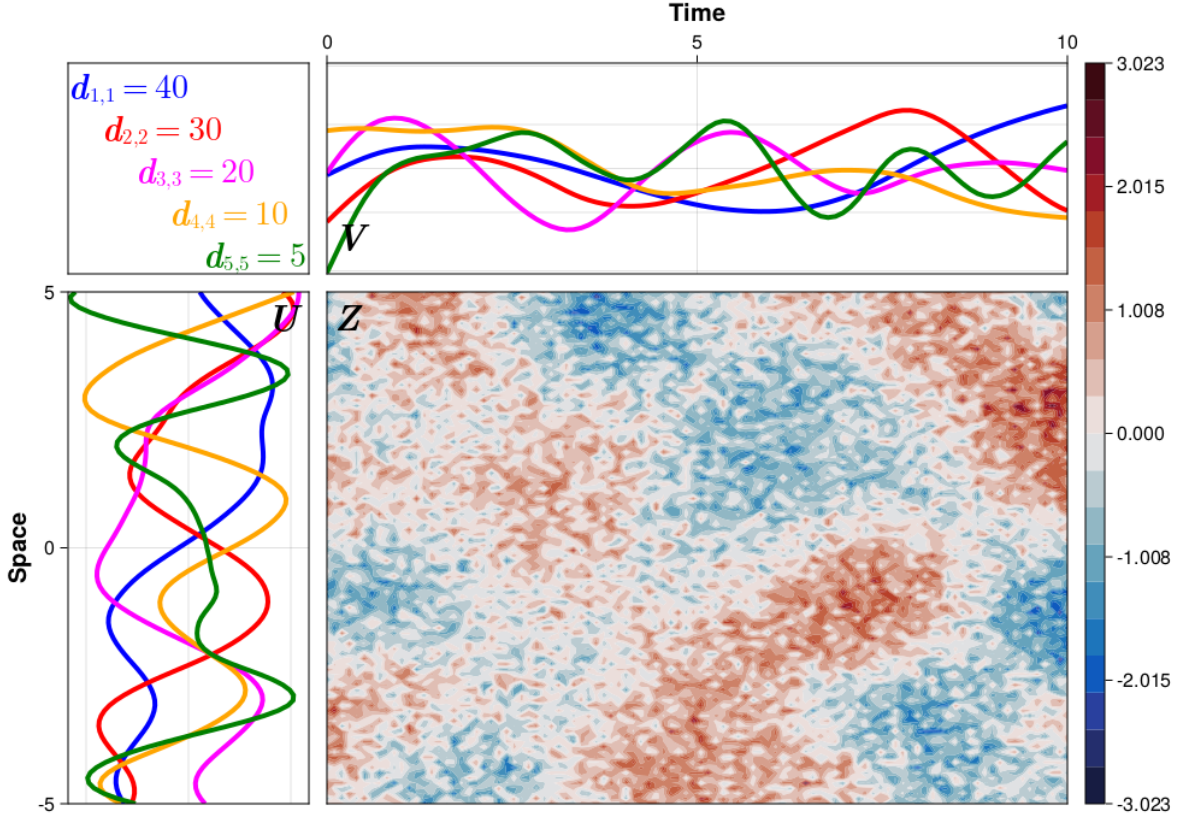 Time
0 5 10
d1,1 = 40
d2,2 = 30
d3,3 = 20
d4,4 = 10
d5,5 = 5
V
U
Z
Space
5
0
-5
3.023
2.015
1.008
0.000
-1.008
-2.015
-3.023